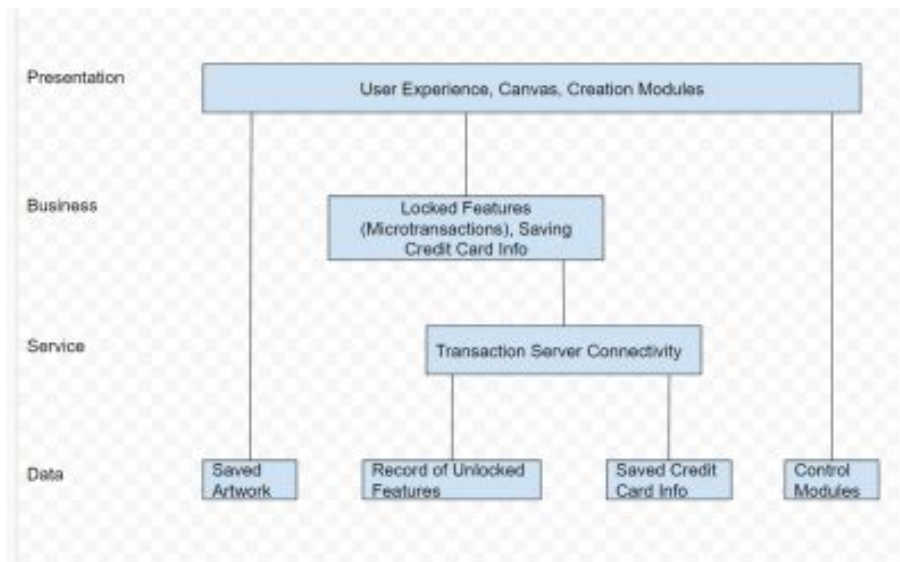 Presentation
User Experience, Canvas, Creation Modules
Business
Locked Features
(Microtransactions), Saving
Credit Card Info
Service
Transaction Server Connectivity
Data
Saved
Artwork
Record of Unlocked
Features
Saved Credit
Card Info
Control
Modules